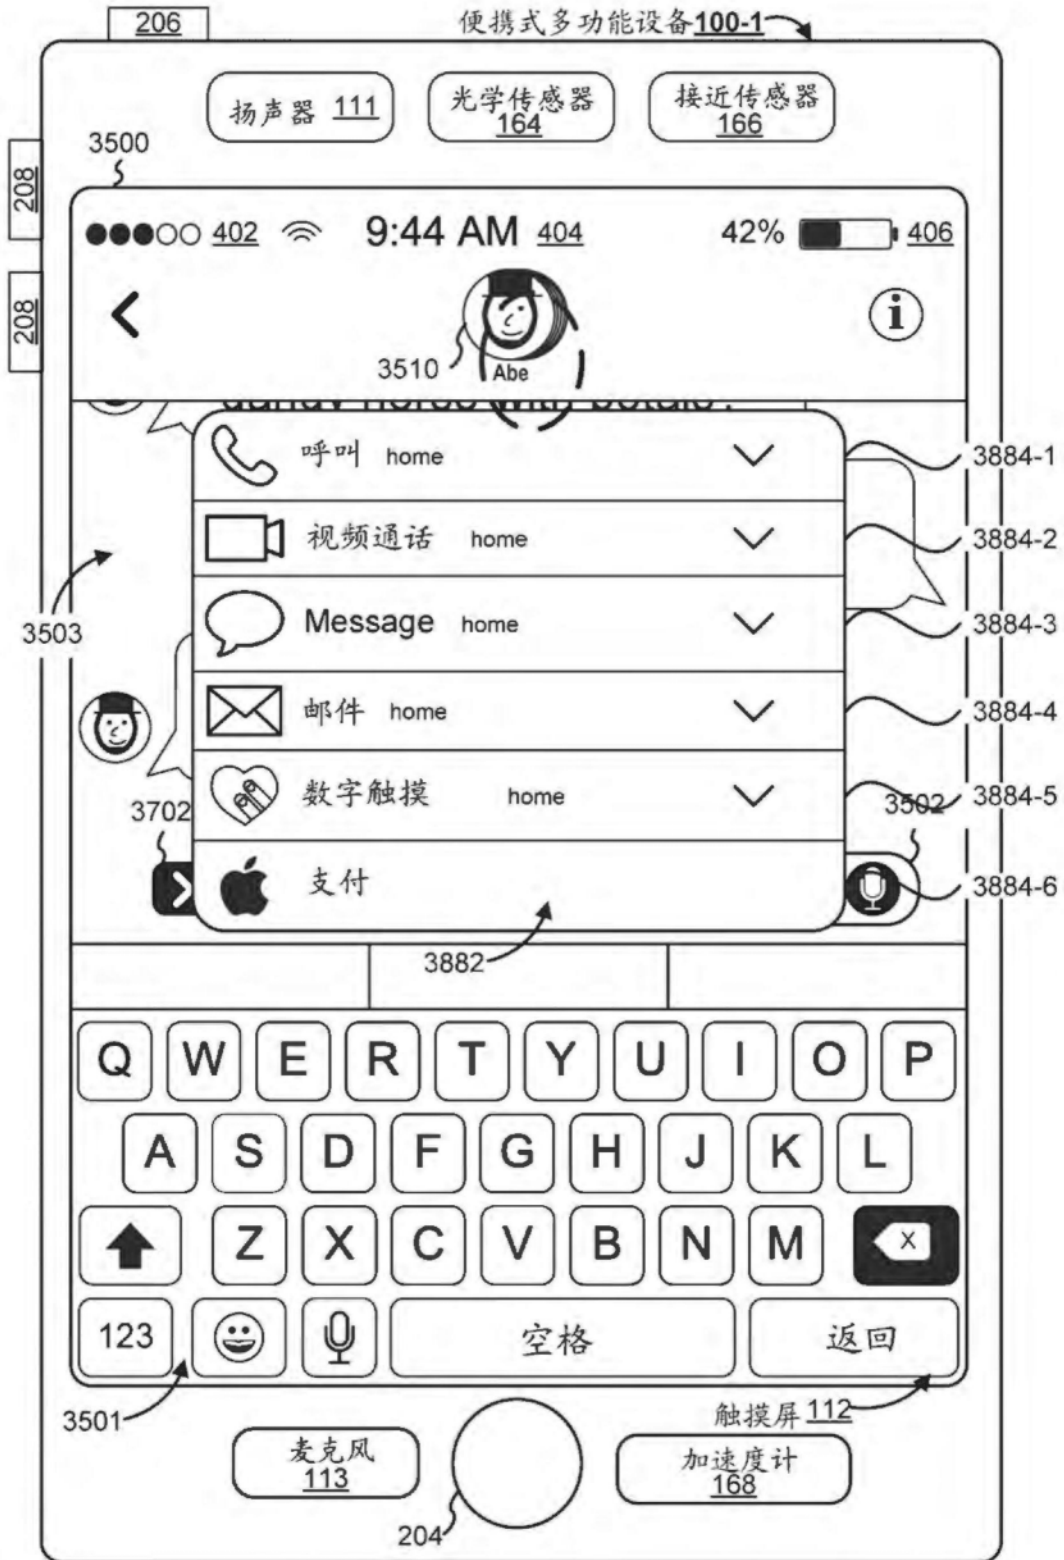 206
便携式多功能设备100-1
扬声器 111
光学传感器
164
接近传感器
166
208
3500
402 9:44 AM 404 42% 406
208
i
3510
Abe
呼叫 home
3884-1
视频通话 home
3884-2
3503
Message home
3884-3
邮件 home
3884-4
数字触摸 home
3884-5
3702
3502
支付
3884-6
3882
Q W E R T Y U I O P
A S D F G H J K L
Z X C V B N M X
123 空格 返回
3501
触摸屏 112
麦克风
113
加速度计
168
204